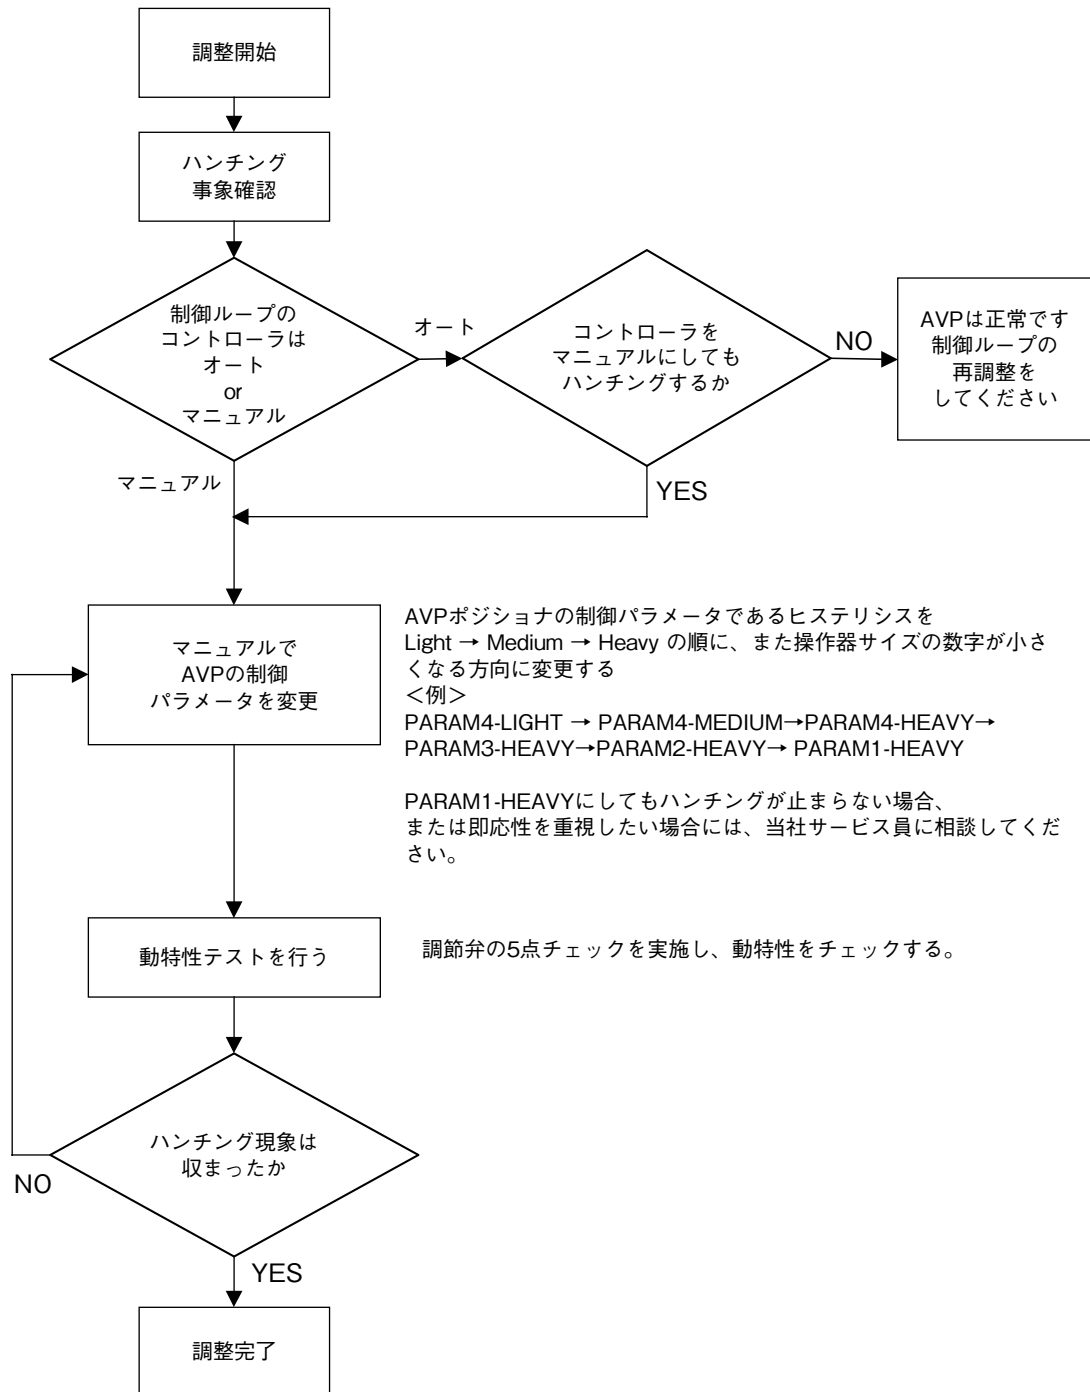 調整開始
ハンチング
事象確認
制御ループの
コントローラは
オート
or
マニュアル
オート
コントローラを
マニュアルにしても
ハンチングするか
NO
AVPは正常です
制御ループの
再調整を
してください
マニュアル
YES
マニュアルで
AVPの制御
パラメータを変更
AVPポジショナの制御パラメータであるヒステリシスを
Light → Medium → Heavy の順に、また操作器サイズの数字が小さ
くなる方向に変更する
＜例＞
PARAM4-LIGHT → PARAM4-MEDIUM→PARAM4-HEAVY→
PARAM3-HEAVY→PARAM2-HEAVY→ PARAM1-HEAVY
PARAM1-HEAVYにしてもハンチングが止まらない場合、
または即応性を重視したい場合には、当社サービス員に相談してくだ
さい。
動特性テストを行う
調節弁の5点チェックを実施し、動特性をチェックする。
ハンチング現象は
収まったか
NO
YES
調整完了